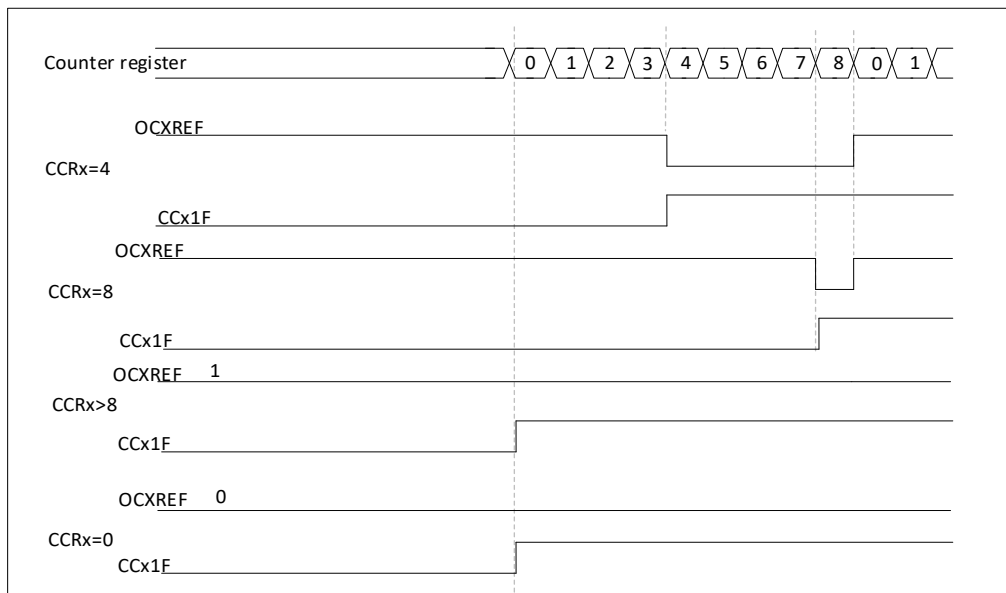 Counter register 0 1 2 3 4 5 6 7 8 0 1
OCXREF
CCRx=4
CCx1F
OCXREF
CCRx=8
CCx1F
OCXREF 1
CCRx>8
CCx1F
OCXREF 0
CCRx=0
CCx1F